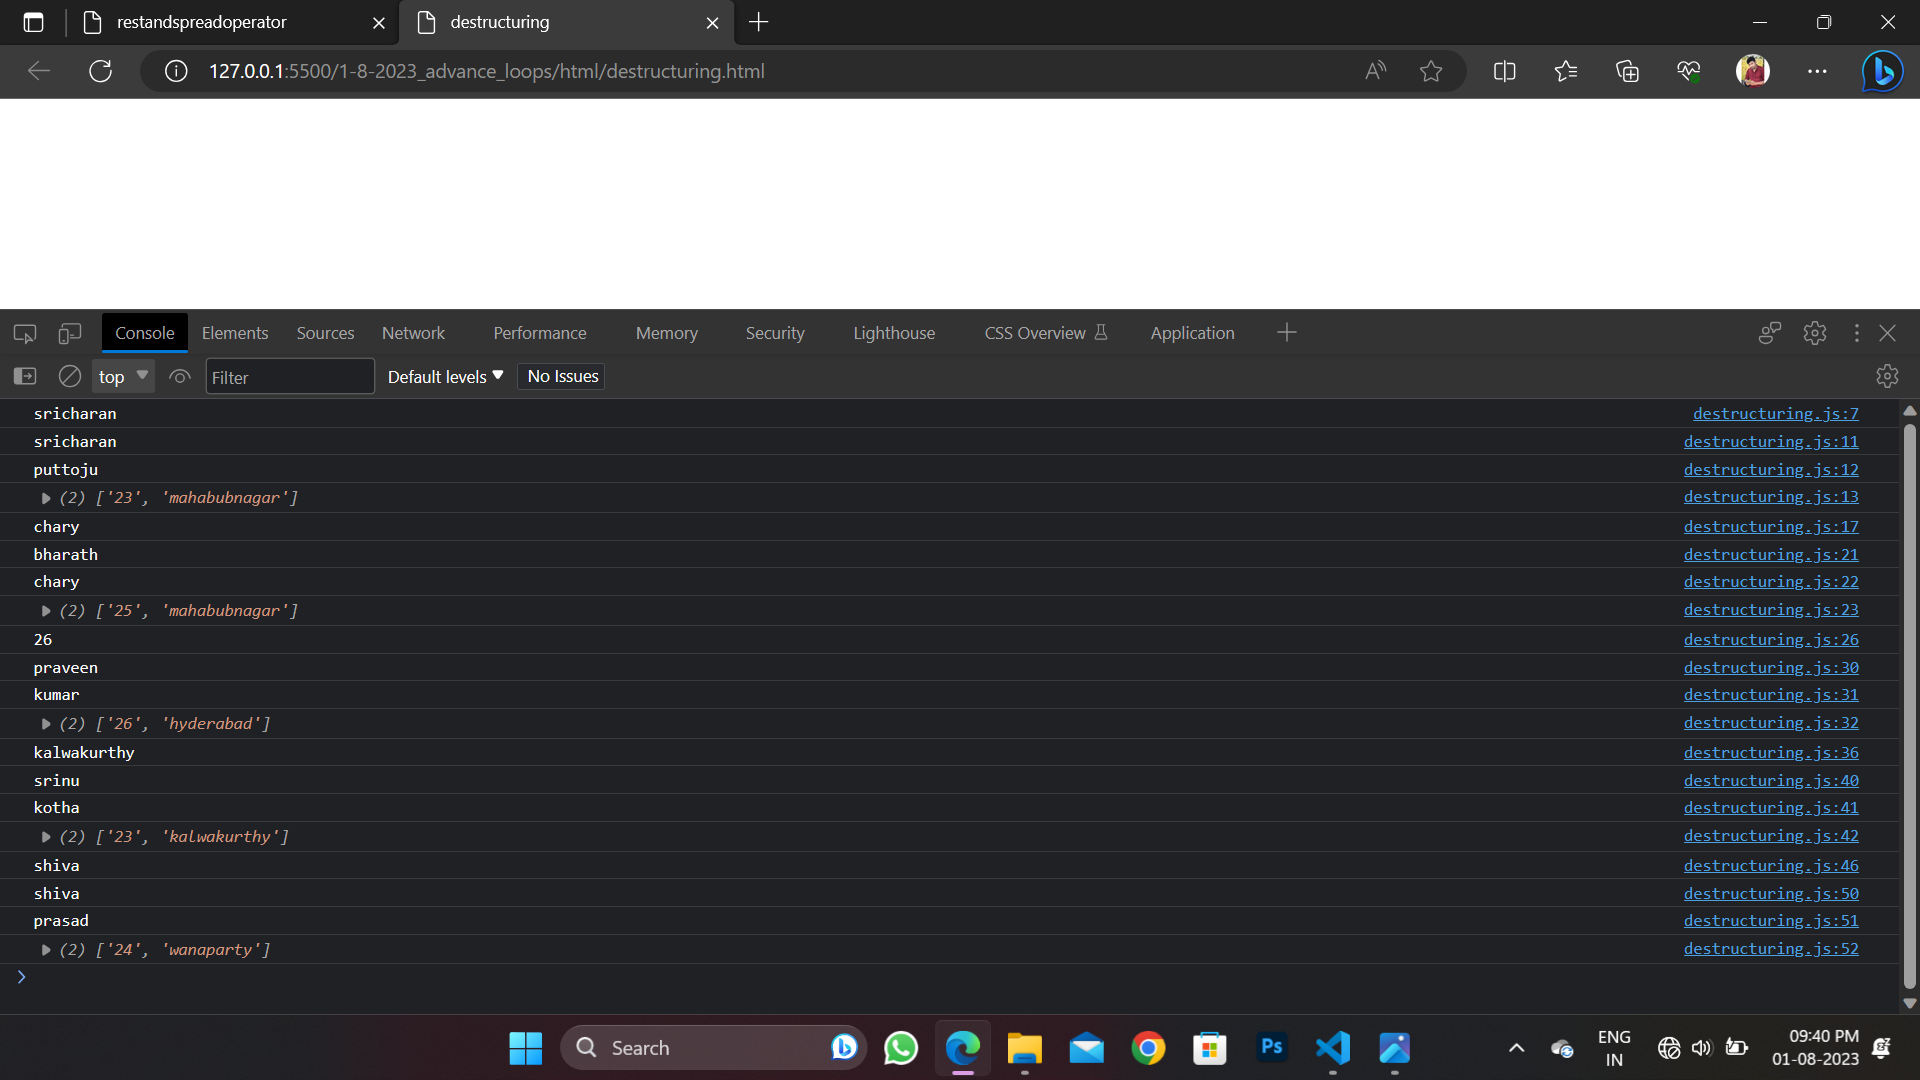 restandspreadoperator
destructuring
127.0.0.1:5500/1-8-2023_advance_loops/html/destructuring.html
Console Elements Sources Network Performance Memory Security Lighthouse CSS Overview Application
top Filter Default levels No Issues
sricharan destructuring.js:7
sricharan destructuring.js:11
puttoju destructuring.js:12
(2) ['23', 'mahabubnagar'] destructuring.js:13
chary destructuring.js:17
bharath destructuring.js:21
chary destructuring.js:22
(2) ['25', 'mahabubnagar'] destructuring.js:23
26 destructuring.js:26
praveen destructuring.js:30
kumar destructuring.js:31
(2) ['26', 'hyderabad'] destructuring.js:32
kalwakurthy destructuring.js:36
srinu destructuring.js:40
kotha destructuring.js:41
(2) ['23', 'kalwakurthy'] destructuring.js:42
shiva destructuring.js:46
shiva destructuring.js:50
prasad destructuring.js:51
(2) ['24', 'wanaparty'] destructuring.js:52
Search
Ps
ENG
IN
09:40 PM
01-08-2023